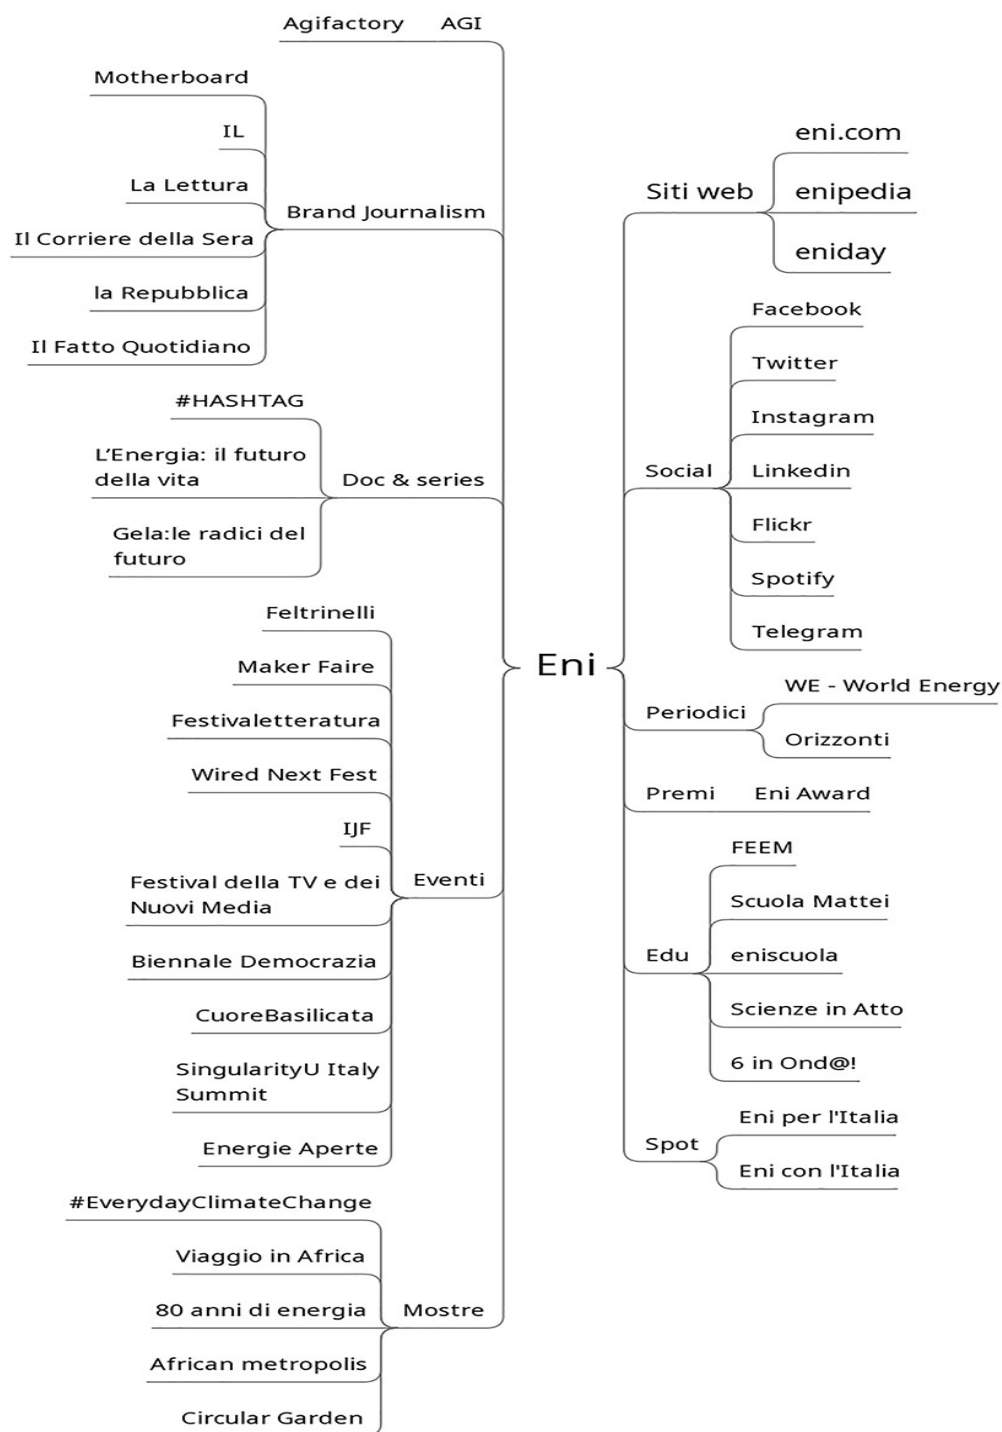 Agifactory
AGI
Motherboard
IL
La Lettura
Il Corriere della Sera
la Repubblica
Il Fatto Quotidiano
Brand Journalism
#HASHTAG
L’Energia: il futuro
della vita
Gela:le radici del
futuro
Doc & series
Feltrinelli
Maker Faire
Festivaletteratura
Wired Next Fest
IJF
Festival della TV e dei
Nuovi Media
Biennale Democrazia
CuoreBasilicata
SingularityU Italy
Summit
Energie Aperte
Eventi
#EverydayClimateChange
Viaggio in Africa
80 anni di energia
African metropolis
Circular Garden
Mostre
Eni
Siti web
eni.com
enipedia
eniday
Social
Facebook
Twitter
Instagram
Linkedin
Flickr
Spotify
Telegram
Periodici
WE - World Energy
Orizzonti
Premi
Eni Award
Edu
FEEM
Scuola Mattei
eniscuola
Scienze in Atto
6 in Ond@!
Spot
Eni per l'Italia
Eni con l'Italia